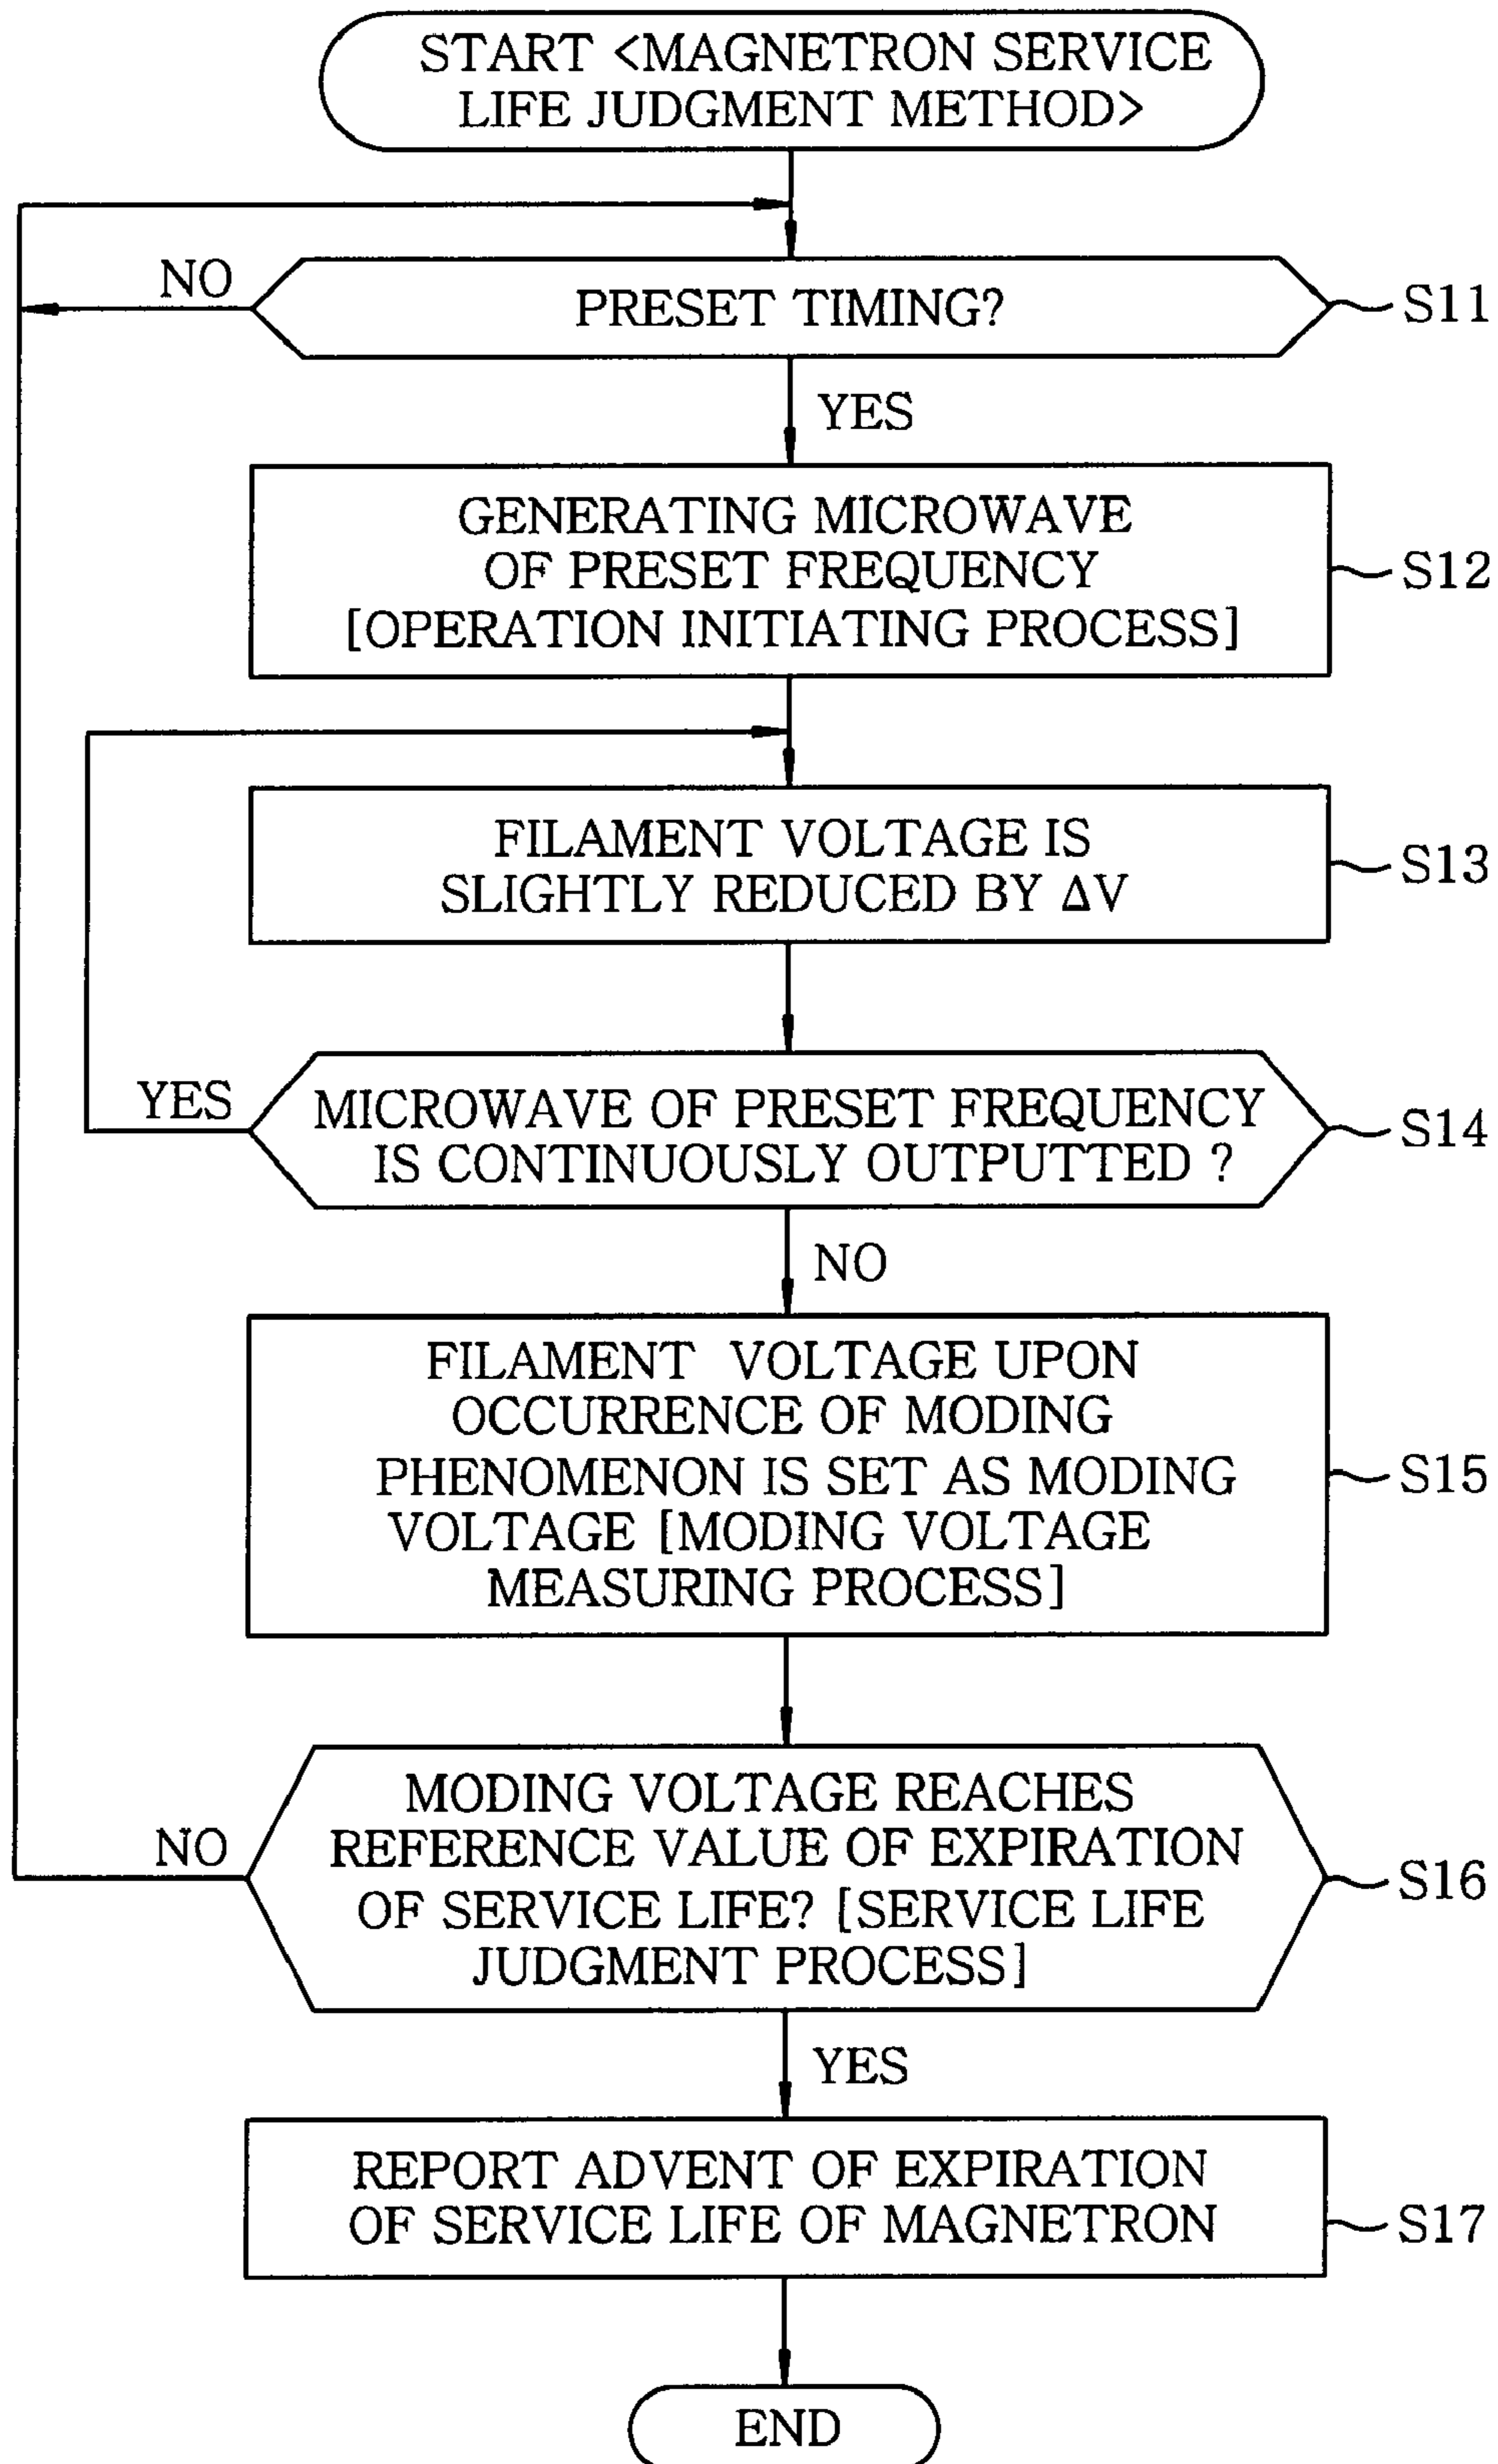 START <MAGNETRON SERVICE
LIFE JUDGMENT METHOD>
NO
PRESET TIMING?
S11
YES
GENERATING MICROWAVE
OF PRESET FREQUENCY
[OPERATION INITIATING PROCESS]
S12
FILAMENT VOLTAGE IS
SLIGHTLY REDUCED BY ΔV
S13
YES
MICROWAVE OF PRESET FREQUENCY
IS CONTINUOUSLY OUTPUTTED ?
S14
NO
FILAMENT VOLTAGE UPON
OCCURRENCE OF MODING
PHENOMENON IS SET AS MODING
VOLTAGE [MODING VOLTAGE
MEASURING PROCESS]
S15
NO
MODING VOLTAGE REACHES
REFERENCE VALUE OF EXPIRATION
OF SERVICE LIFE? [SERVICE LIFE
JUDGMENT PROCESS]
S16
YES
REPORT ADVENT OF EXPIRATION
OF SERVICE LIFE OF MAGNETRON
S17
END